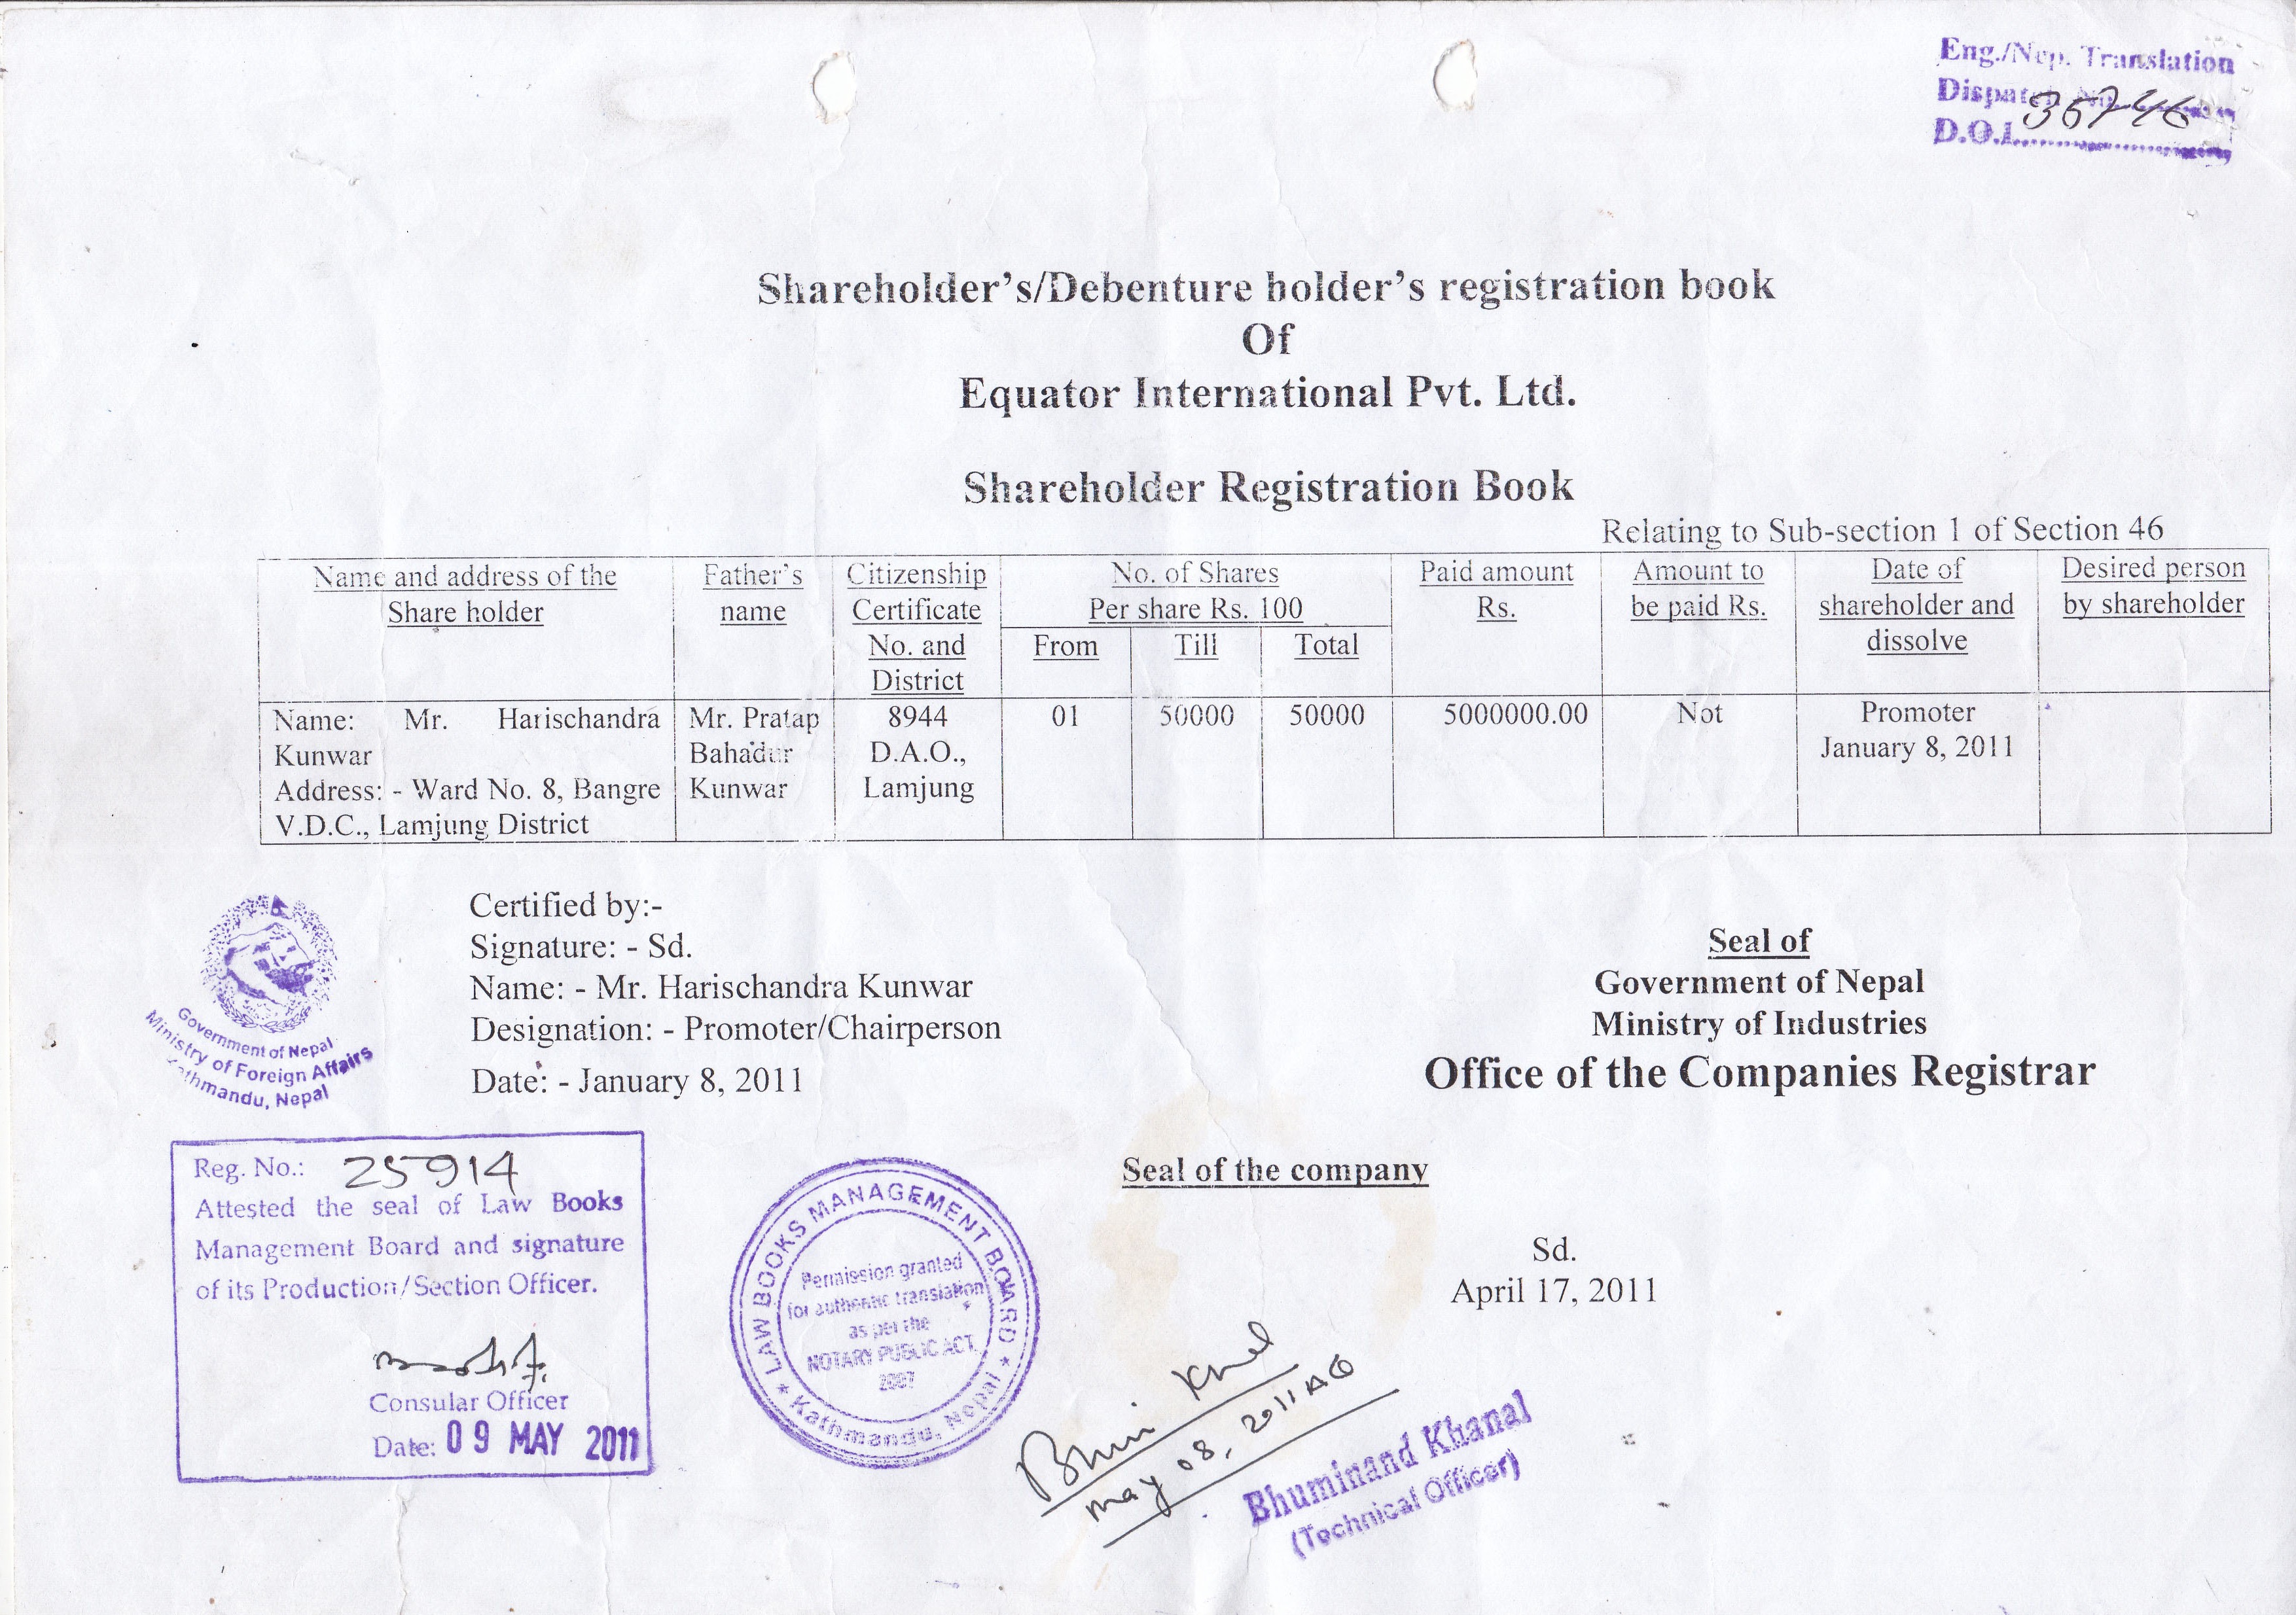 Eng./Nep. Translation
Dispatch No.
D.O.I.
Shareholder's/Debenture holder's registration book
Of
Equator International Pvt. Ltd.
Shareholder Registration Book
Relating to Sub-section 1 of Section 46
Name and address of the Share holder
Father's name
Citizenship Certificate No. and District
No. of Shares Per share Rs. 100
From
Till
Total
Paid amount Rs.
Amount to be paid Rs.
Date of shareholder and dissolve
Desired person by shareholder
Name: Mr. Harischandra
Kunwar
Address: - Ward No. 8, Bangre
V.D.C., Lamjung District
Mr. Pratap
Bahadur
Kunwar
8944
D.A.O.,
Lamjung
01
50000
50000
5000000.00
Not
Promoter
January 8, 2011
Certified by:-
Signature: - Sd.
Name: - Mr. Harischandra Kunwar
Designation: - Promoter/Chairperson
Date: - January 8, 2011
Government of Nepal
Ministry of Foreign Affairs
Kathmandu, Nepal
Seal of
Government of Nepal
Ministry of Industries
Office of the Companies Registrar
Reg. No.: 25914
Attested the seal of Law Books
Management Board and signature
of its Production/Section Officer.
Consular Officer
Date: 09 MAY 2011
LAW BOOKS MANAGEMENT BOARD
Permission granted
for authentic translation
as per the
NOTARY PUBLIC ACT,
Kathmandu, Nepal
Seal of the company
Sd.
April 17, 2011
May 08, 2011 AD
Bhuminand Khanal
(Technical Officer)